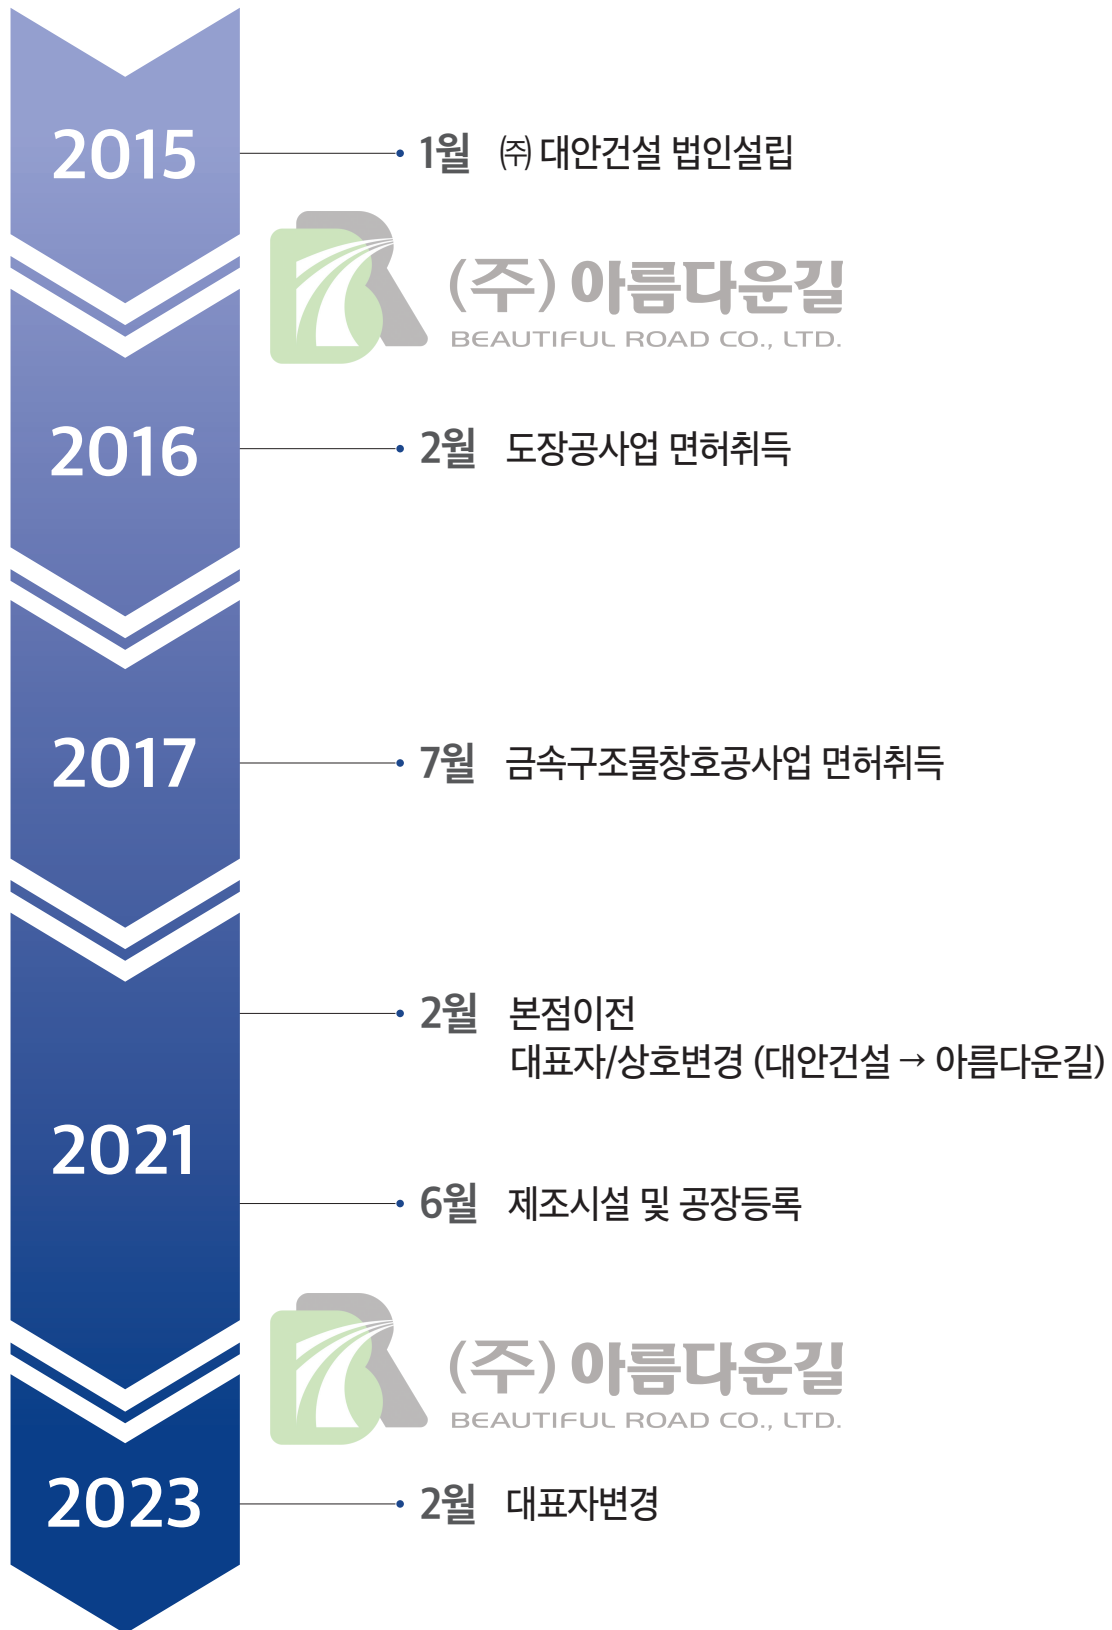 2015
1월 ㈜ 대안건설 법인설립
(주) 아름다운길
BEAUTIFUL ROAD CO., LTD.
2016
2월 도장공사업 면허취득
2017
7월 금속구조물창호공사업 면허취득
2월 본점이전
대표자/상호변경 (대안건설 → 아름다운길)
2021
6월 제조시설 및 공장등록
(주) 아름다운길
BEAUTIFUL ROAD CO., LTD.
2023
2월 대표자변경